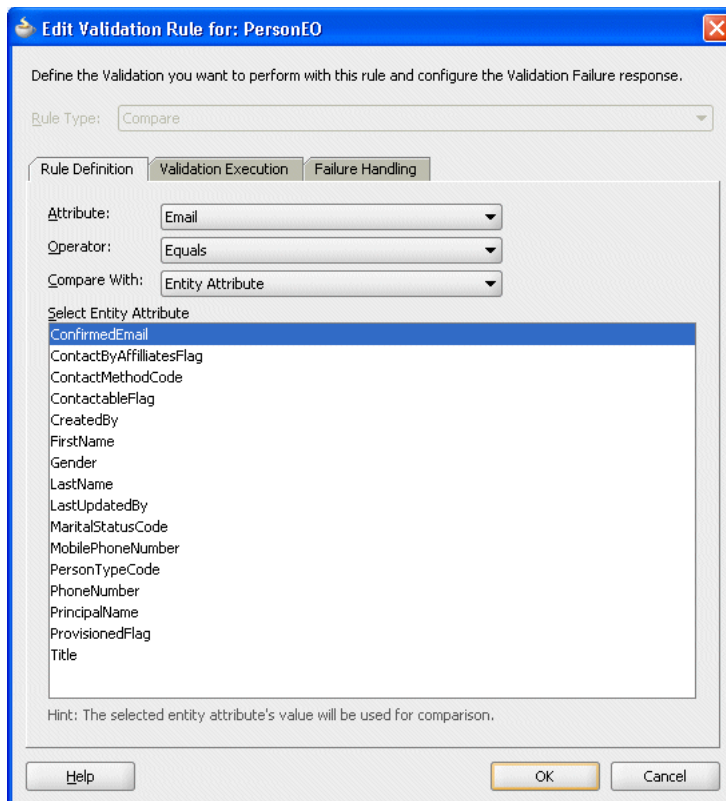 Edit Validation Rule for: PersonEO
Define the Validation you want to perform with this rule and configure the Validation Failure response.
Rule Type: Compare
Rule Definition Validation Execution Failure Handling
Attribute: Email
Operator: Equals
Compare With: Entity Attribute
Select Entity Attribute
ConfirmedEmail
ContactByAffilliatesFlag
ContactMethodCode
ContactableFlag
CreatedBy
FirstName
Gender
LastName
LastUpdatedBy
MaritalStatusCode
MobilePhoneNumber
PersonTypeCode
PhoneNumber
PrincipalName
ProvisionedFlag
Title
Hint: The selected entity attribute's value will be used for comparison.
Help OK Cancel